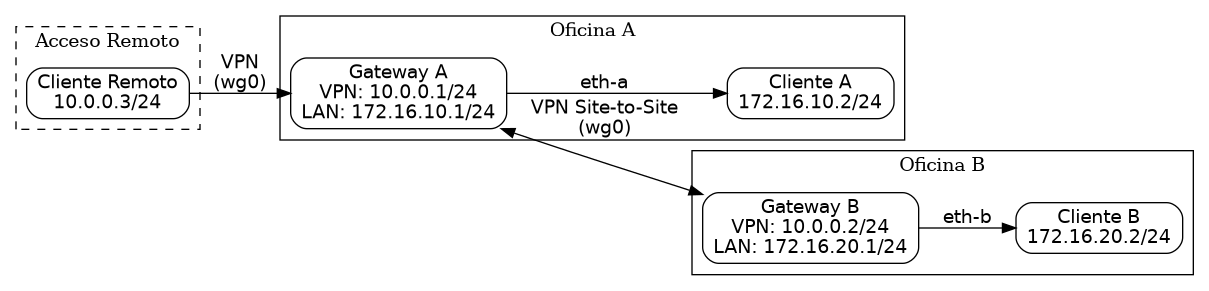 Acceso Remoto
Cliente Remoto
10.0.0.3/24
VPN
(wg0)
Oficina A
Gateway A
VPN: 10.0.0.1/24
LAN: 172.16.10.1/24
eth-a
VPN Site-to-Site
(wg0)
Cliente A
172.16.10.2/24
Oficina B
Gateway B
VPN: 10.0.0.2/24
LAN: 172.16.20.1/24
eth-b
Cliente B
172.16.20.2/24